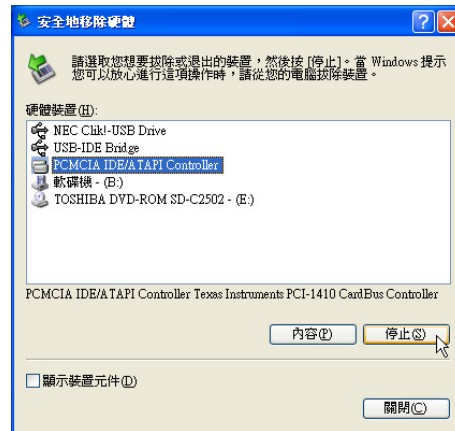 安全地移除硬體
請選取您想要拔除或退出的裝置，然後按 [停止]。當 Windows 提示
您可以放心進行這項操作時，請從您的電腦拔除裝置。
硬體裝置(H):
NEC Clik!-USB Drive
USB-IDE Bridge
PCMCIA IDE/ATAPI Controller
軟碟機 - (B:)
TOSHIBA DVD-ROM SD-C2502 - (E:)
PCMCIA IDE/ATAPI Controller Texas Instruments PCI-1410 CardBus Controller
內容(P)
停止(S)
顯示裝置元件(D)
關閉(C)